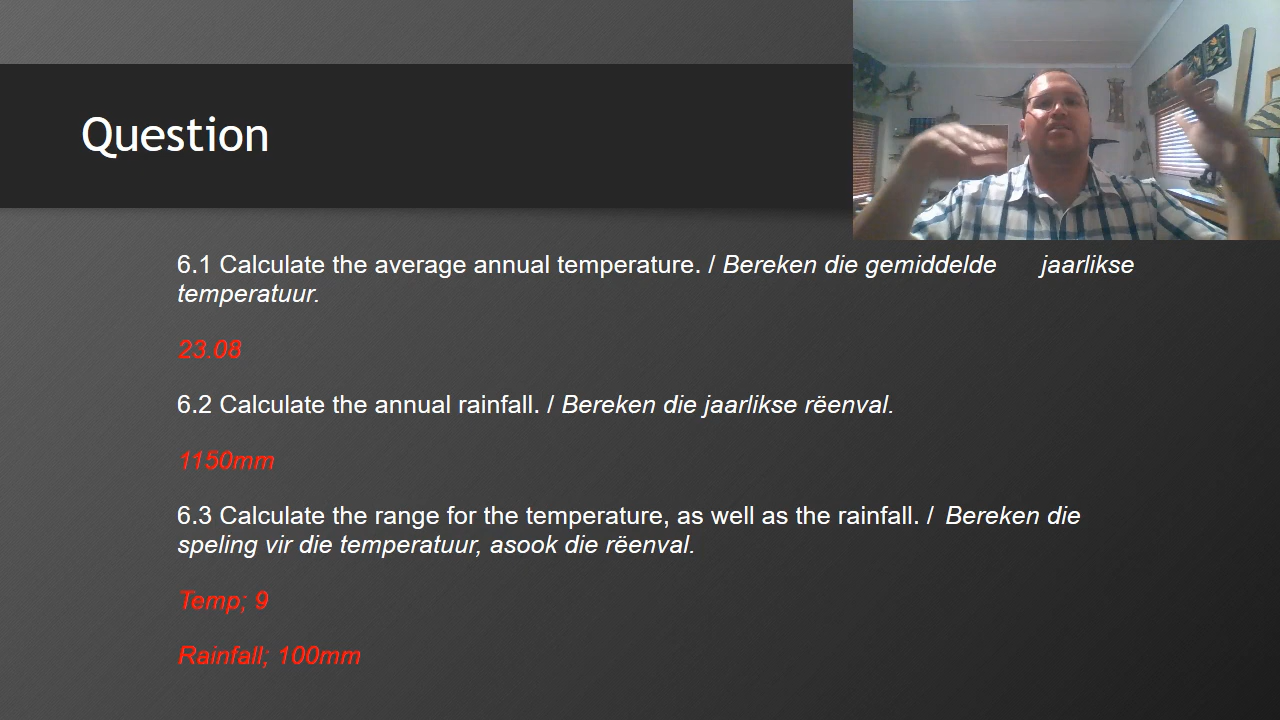 Question
6.1 Calculate the average annual temperature. / Bereken die gemiddelde jaarlikse
temperatuur.
23.08
6.2 Calculate the annual rainfall. / Bereken die jaarlikse rëenval.
1150mm
6.3 Calculate the range for the temperature, as well as the rainfall. / Bereken die
speling vir die temperatuur, asook die rëenval.
Temp; 9
Rainfall; 100mm